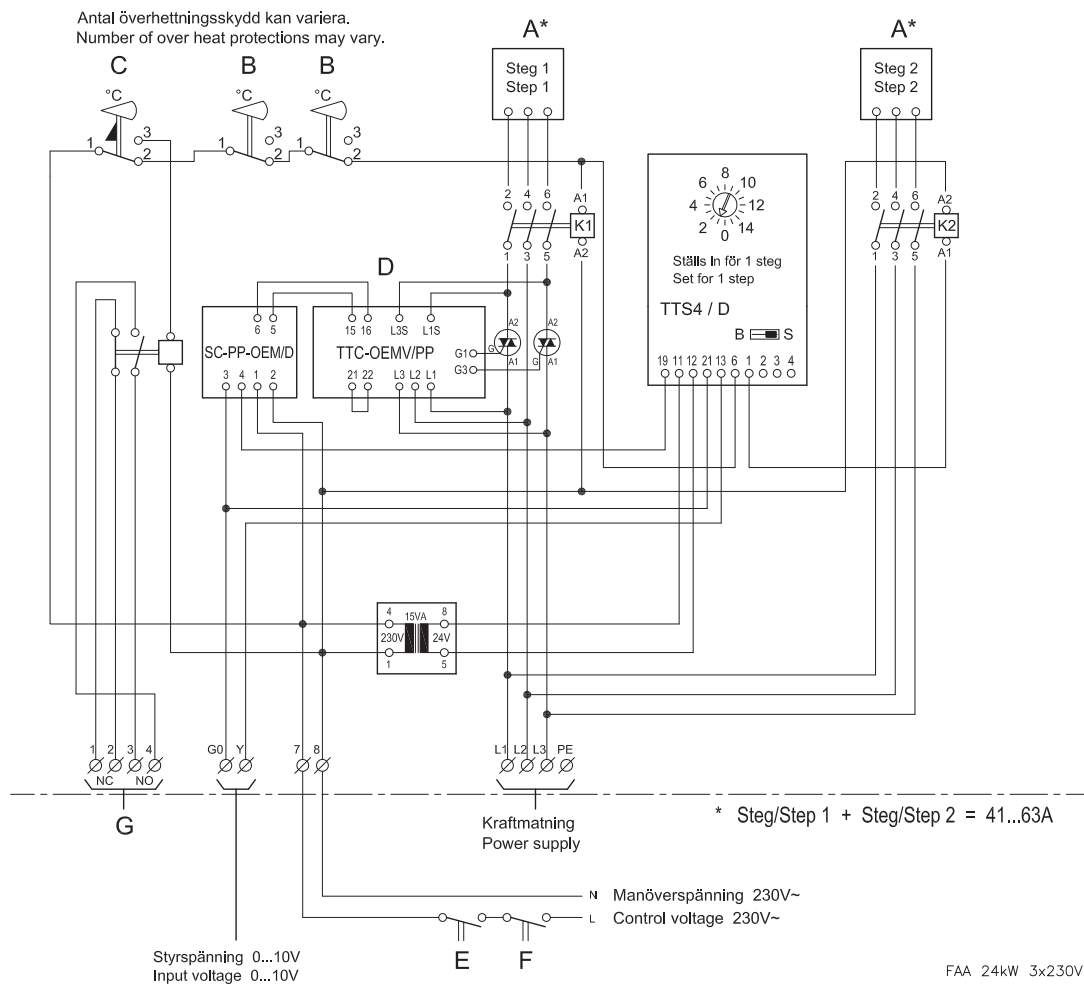 Antal överhettningsskydd kan variera.
Number of over heat protections may vary.
C B B A* A*
°C °C °C
Steg 1
Step 1
Steg 2
Step 2
1 2 3 1 2 3 1 2 3
2 4 6 A1
K1
1 3 5 A2
2 4 6 A2
K2
1 3 5 A1
6 8 10
4 12
2 0 14
Ställs in för 1 steg
Set for 1 step
TTS4 / D
B S
19 11 12 21 13 6 1 2 3 4
D
6 5
SC-PP-OEM/D
3 4 1 2
15 16 L3S L1S
TTC-OEMV/PP
G1
G3
21 22 L3 L2 L1
A2 A2
G G
A1 A1
4 15VA 8
230V 24V
1 5
1 2 3 4
NC NO
G
G0 Y
7 8
L1 L2 L3 PE
Kraftmatning
Power supply
* Steg/Step 1 + Steg/Step 2 = 41...63A
N Manöverspänning 230V~
L Control voltage 230V~
E F
Styrspänning 0...10V
Input voltage 0...10V
FAA 24kW 3x230V